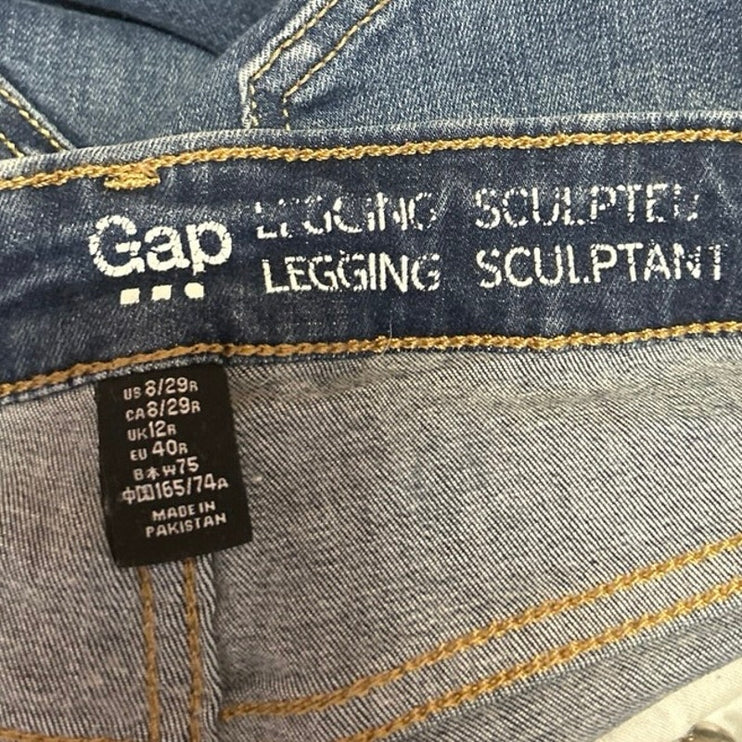 Gap
LEGGING SCULPTED
LEGGING SCULPTANT
US 8/29R
CA 8/29R
UK 12R
EU 40R
日本 W75
中国 165/74A
MADE IN
PAKISTAN